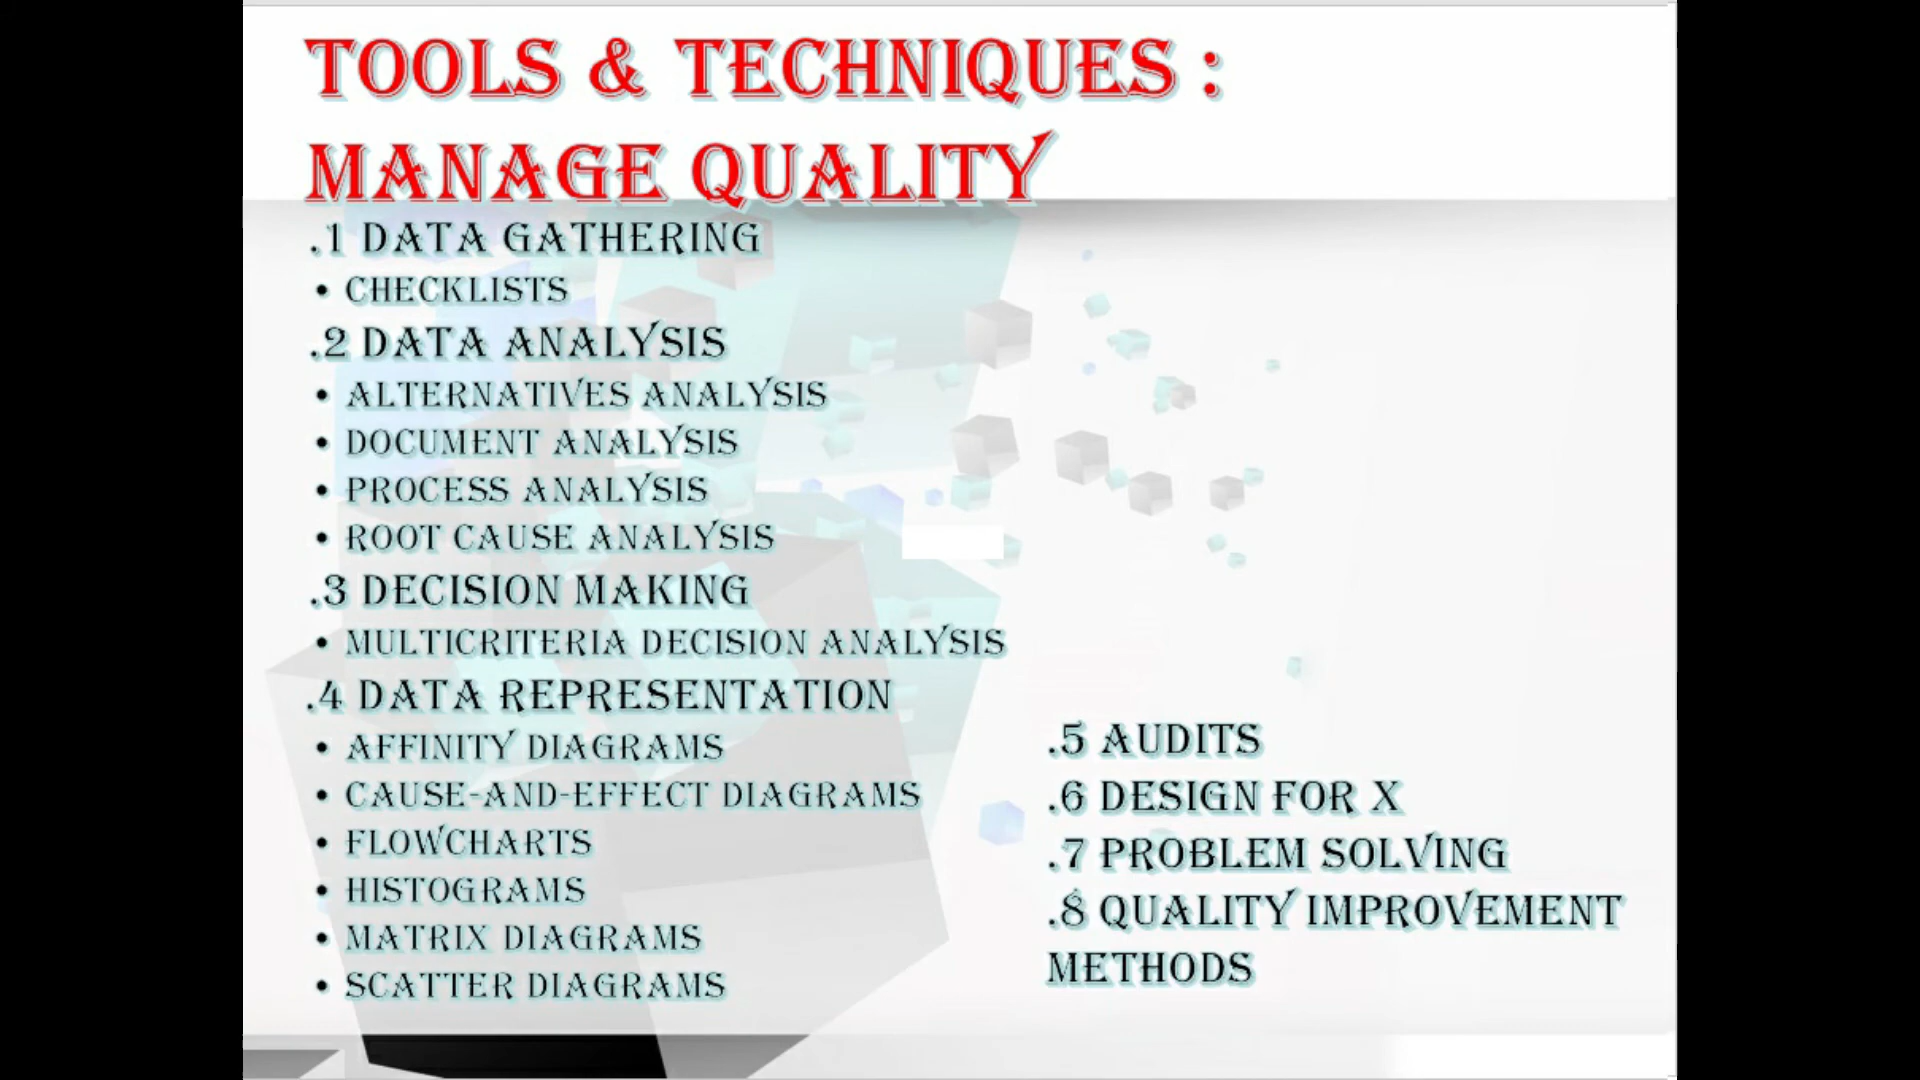 TOOLS & TECHNIQUES :
MANAGE QUALITY
.1 DATA GATHERING
• CHECKLISTS
.2 DATA ANALYSIS
• ALTERNATIVES ANALYSIS
• DOCUMENT ANALYSIS
• PROCESS ANALYSIS
• ROOT CAUSE ANALYSIS
.3 DECISION MAKING
• MULTICRITERIA DECISION ANALYSIS
.4 DATA REPRESENTATION
• AFFINITY DIAGRAMS
• CAUSE-AND-EFFECT DIAGRAMS
• FLOWCHARTS
• HISTOGRAMS
• MATRIX DIAGRAMS
• SCATTER DIAGRAMS
.5 AUDITS
.6 DESIGN FOR X
.7 PROBLEM SOLVING
.8 QUALITY IMPROVEMENT
METHODS